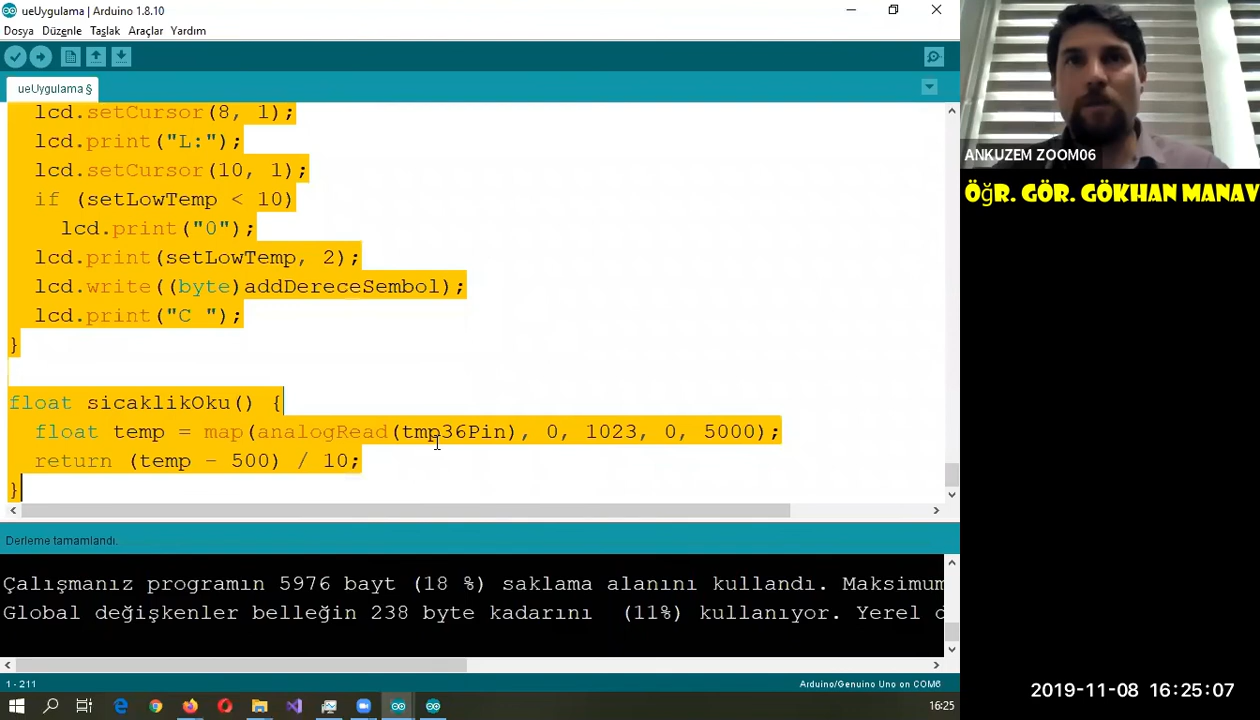 ueUygulama | Arduino 1.8.10
Dosya Düzenle Taslak Araçlar Yardım
ueUygulama §
lcd.setCursor(8, 1);
lcd.print("L:");
lcd.setCursor(10, 1);
if (setLowTemp < 10)
lcd.print("0");
lcd.print(setLowTemp, 2);
lcd.write((byte)addDereceSembol);
lcd.print("C ");
}
float sicaklikOku() {
float temp = map(analogRead(tmp36Pin), 0, 1023, 0, 5000);
return (temp - 500) / 10;
}
Derleme tamamlandı.
Çalışmanız programın 5976 bayt (18 %) saklama alanını kullandı. Maksimum
Global değişkenler belleğin 238 byte kadarını (11%) kullanıyor. Yerel d
1 - 211
Arduino/Genuino Uno on COM6
16:25
ANKUZEM ZOOM06
ÖğR. GÖR. GÖKHAN MANAV
2019-11-08 16:25:07